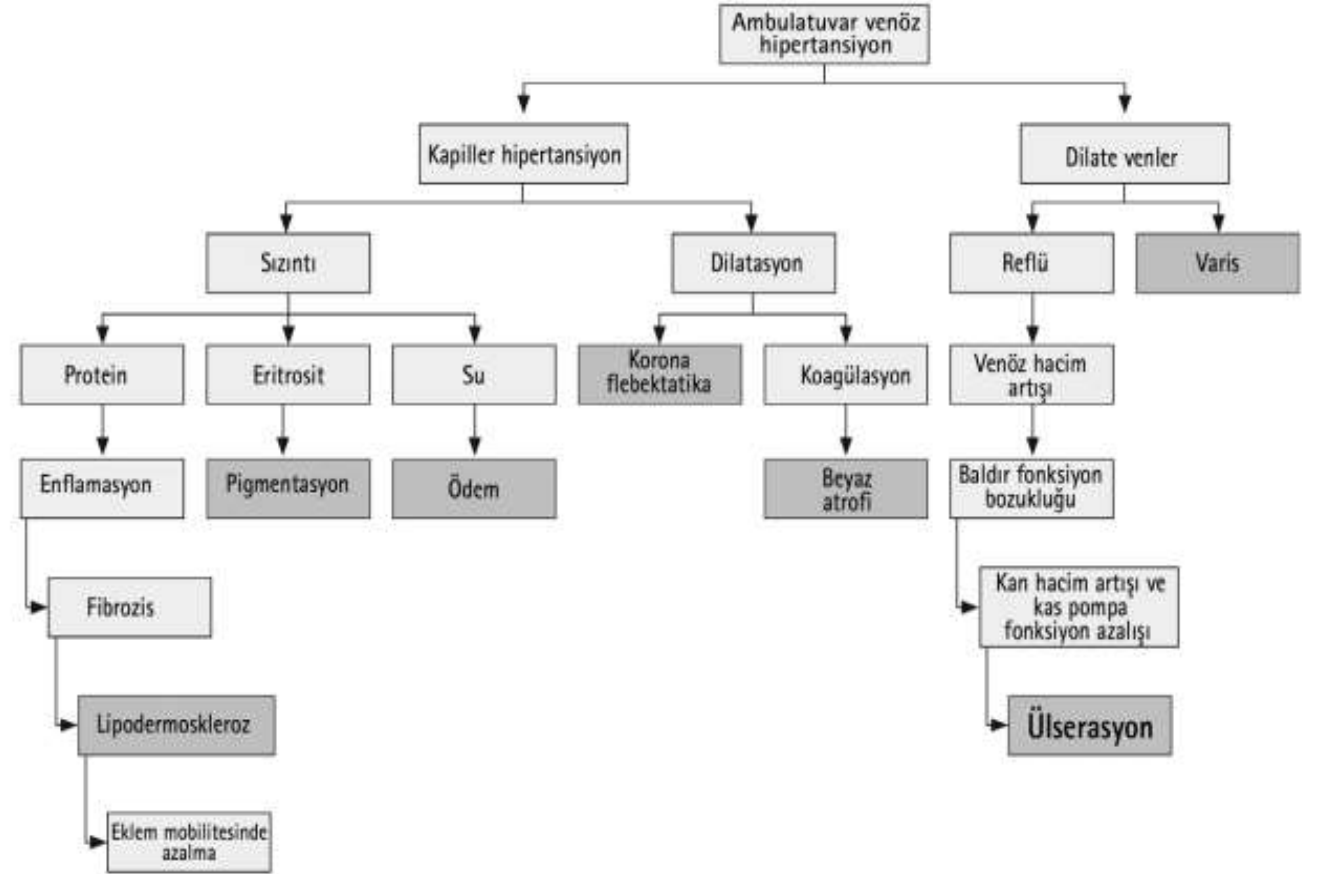 Ambulatuvar venöz
hipertansiyon
Kapiller hipertansiyon
Dilate venler
Sızıntı
Dilatasyon
Reflü
Varis
Protein
Eritrosit
Su
Korona
flebektatika
Koagülasyon
Venöz hacim
artışı
Enflamasyon
Pigmentasyon
Ödem
Beyaz
atrofi
Baldır fonksiyon
bozukluğu
Fibrozis
Kan hacim artışı ve
kas pompa
fonksiyon azalışı
Lipodermoskleroz
Ülserasyon
Eklem mobilitesinde
azalma